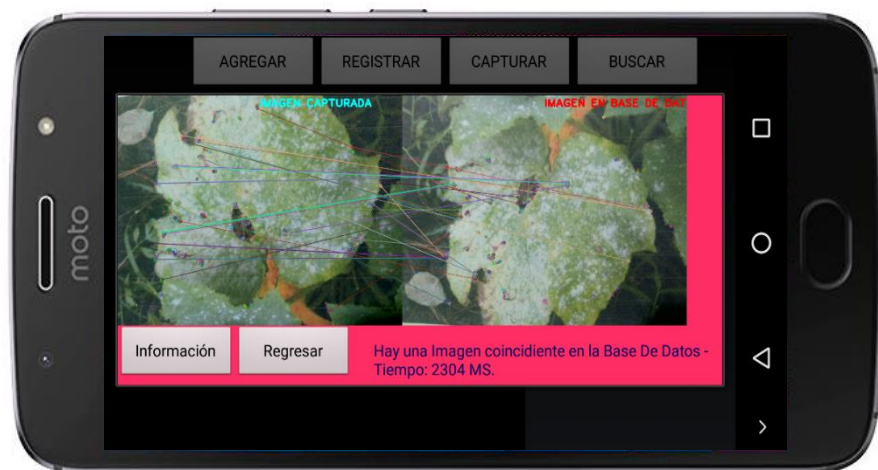 AGREGAR
REGISTRAR
CAPTURAR
BUSCAR
IMAGEN CAPTURADA
IMAGEN EN BASE DE DAT
Información
Regresar
Hay una Imagen coincidiente en la Base De Datos -
Tiempo: 2304 MS.
moto